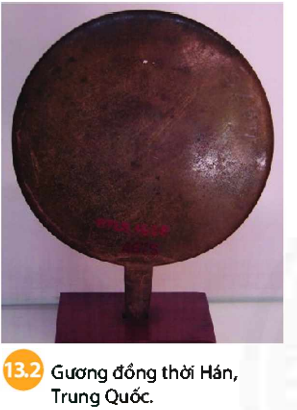 13.2 Gương đồng thời Hán,
Trung Quốc.